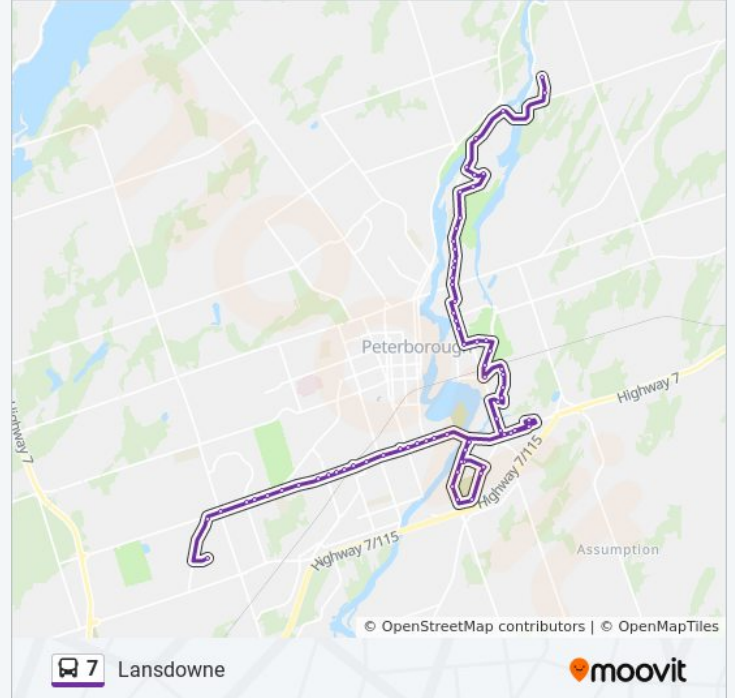 Peterborough
Highway 7
Highway 7
Highway 7/115
Highway 7/115
Assumption
© OpenStreetMap contributors | © OpenMapTiles
7 Lansdowne
moovit